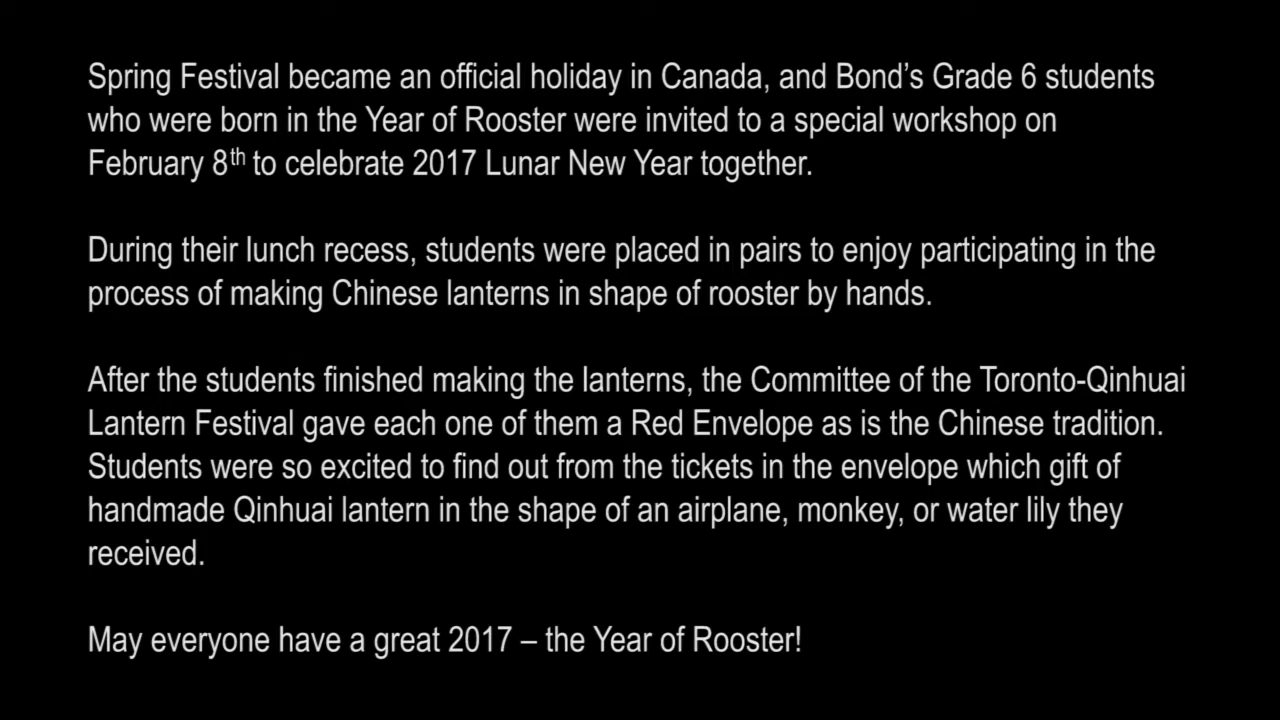 Spring Festival became an official holiday in Canada, and Bond’s Grade 6 students
who were born in the Year of Rooster were invited to a special workshop on
February 8th to celebrate 2017 Lunar New Year together.
During their lunch recess, students were placed in pairs to enjoy participating in the
process of making Chinese lanterns in shape of rooster by hands.
After the students finished making the lanterns, the Committee of the Toronto-Qinhuai
Lantern Festival gave each one of them a Red Envelope as is the Chinese tradition.
Students were so excited to find out from the tickets in the envelope which gift of
handmade Qinhuai lantern in the shape of an airplane, monkey, or water lily they
received.
May everyone have a great 2017 – the Year of Rooster!